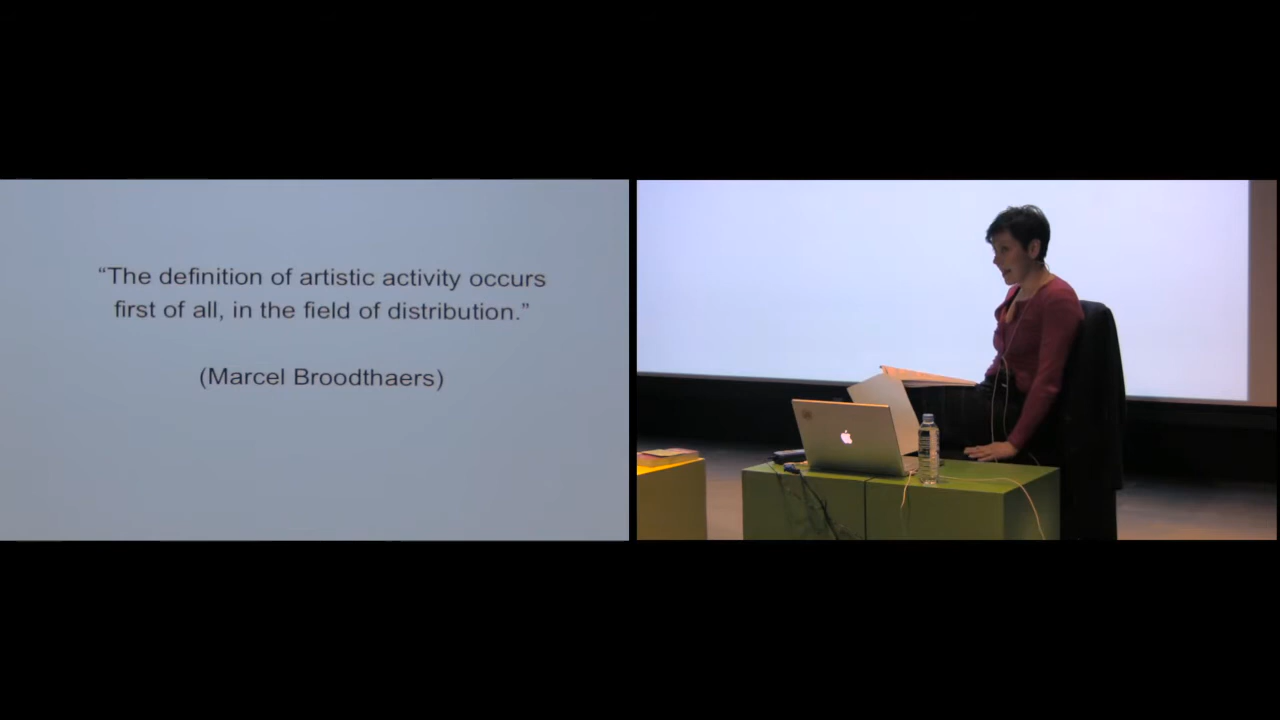 “The definition of artistic activity occurs
first of all, in the field of distribution.”
(Marcel Broodthaers)